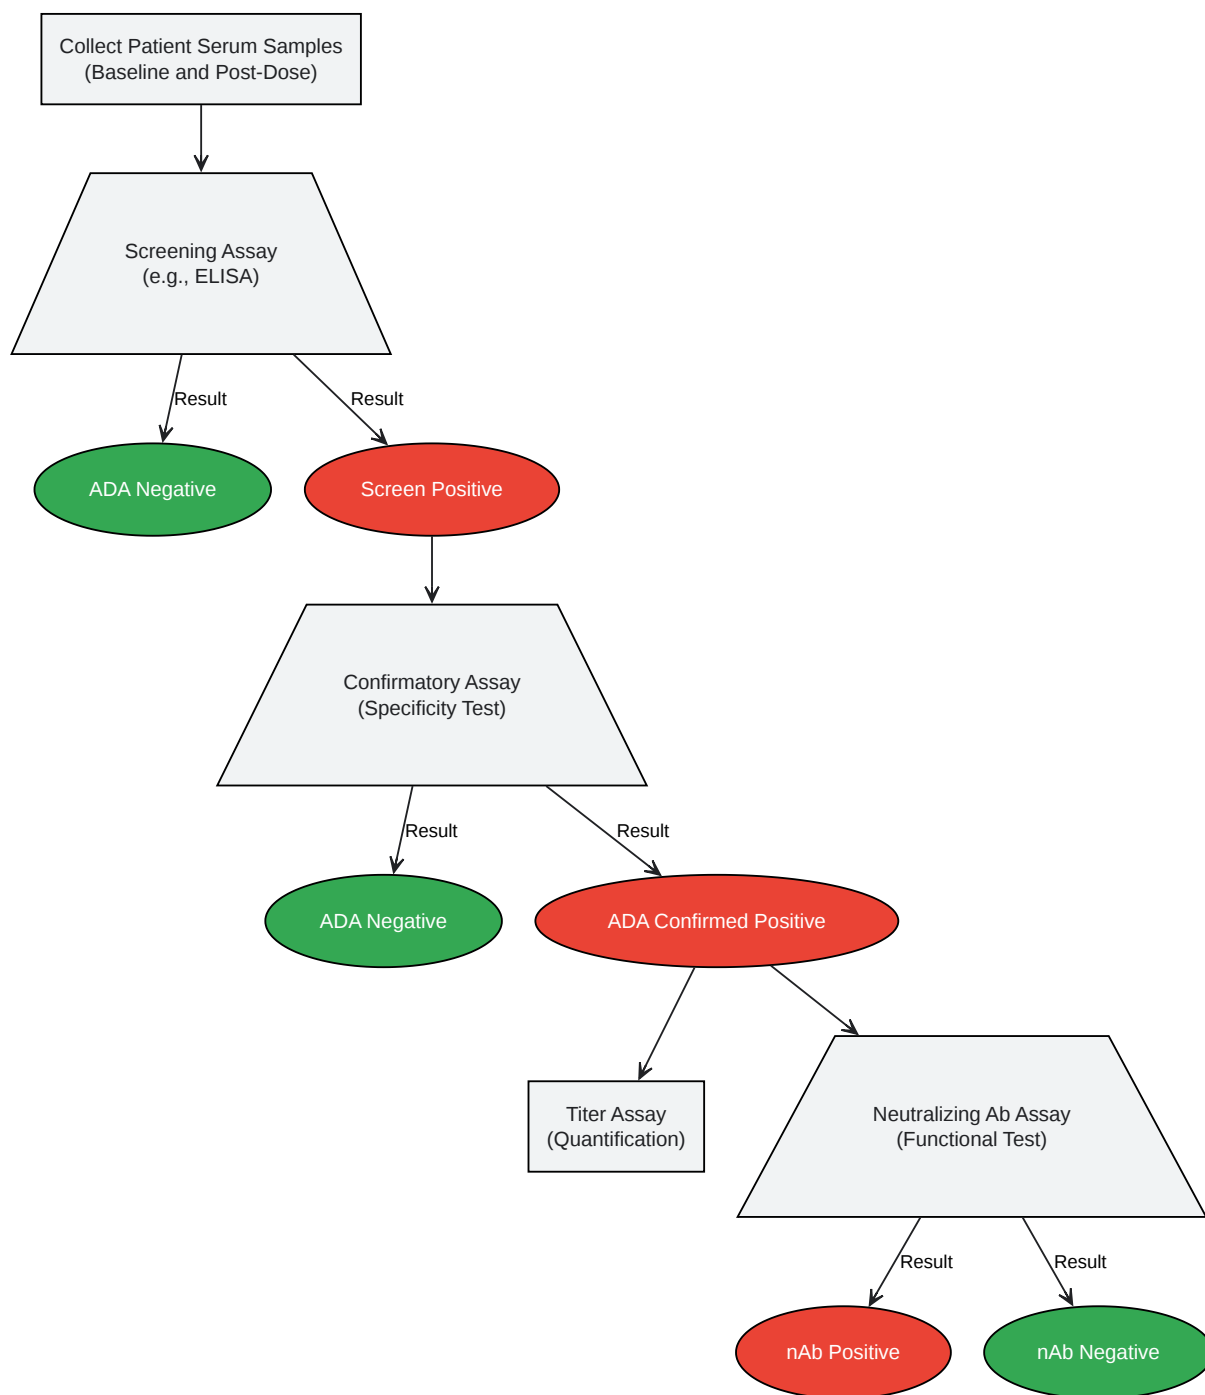 Collect Patient Serum Samples
(Baseline and Post-Dose)
Screening Assay
(e.g., ELISA)
Result
Result
ADA Negative
Screen Positive
Confirmatory Assay
(Specificity Test)
Result
Result
ADA Negative
ADA Confirmed Positive
Titer Assay
(Quantification)
Neutralizing Ab Assay
(Functional Test)
Result
Result
nAb Positive
nAb Negative